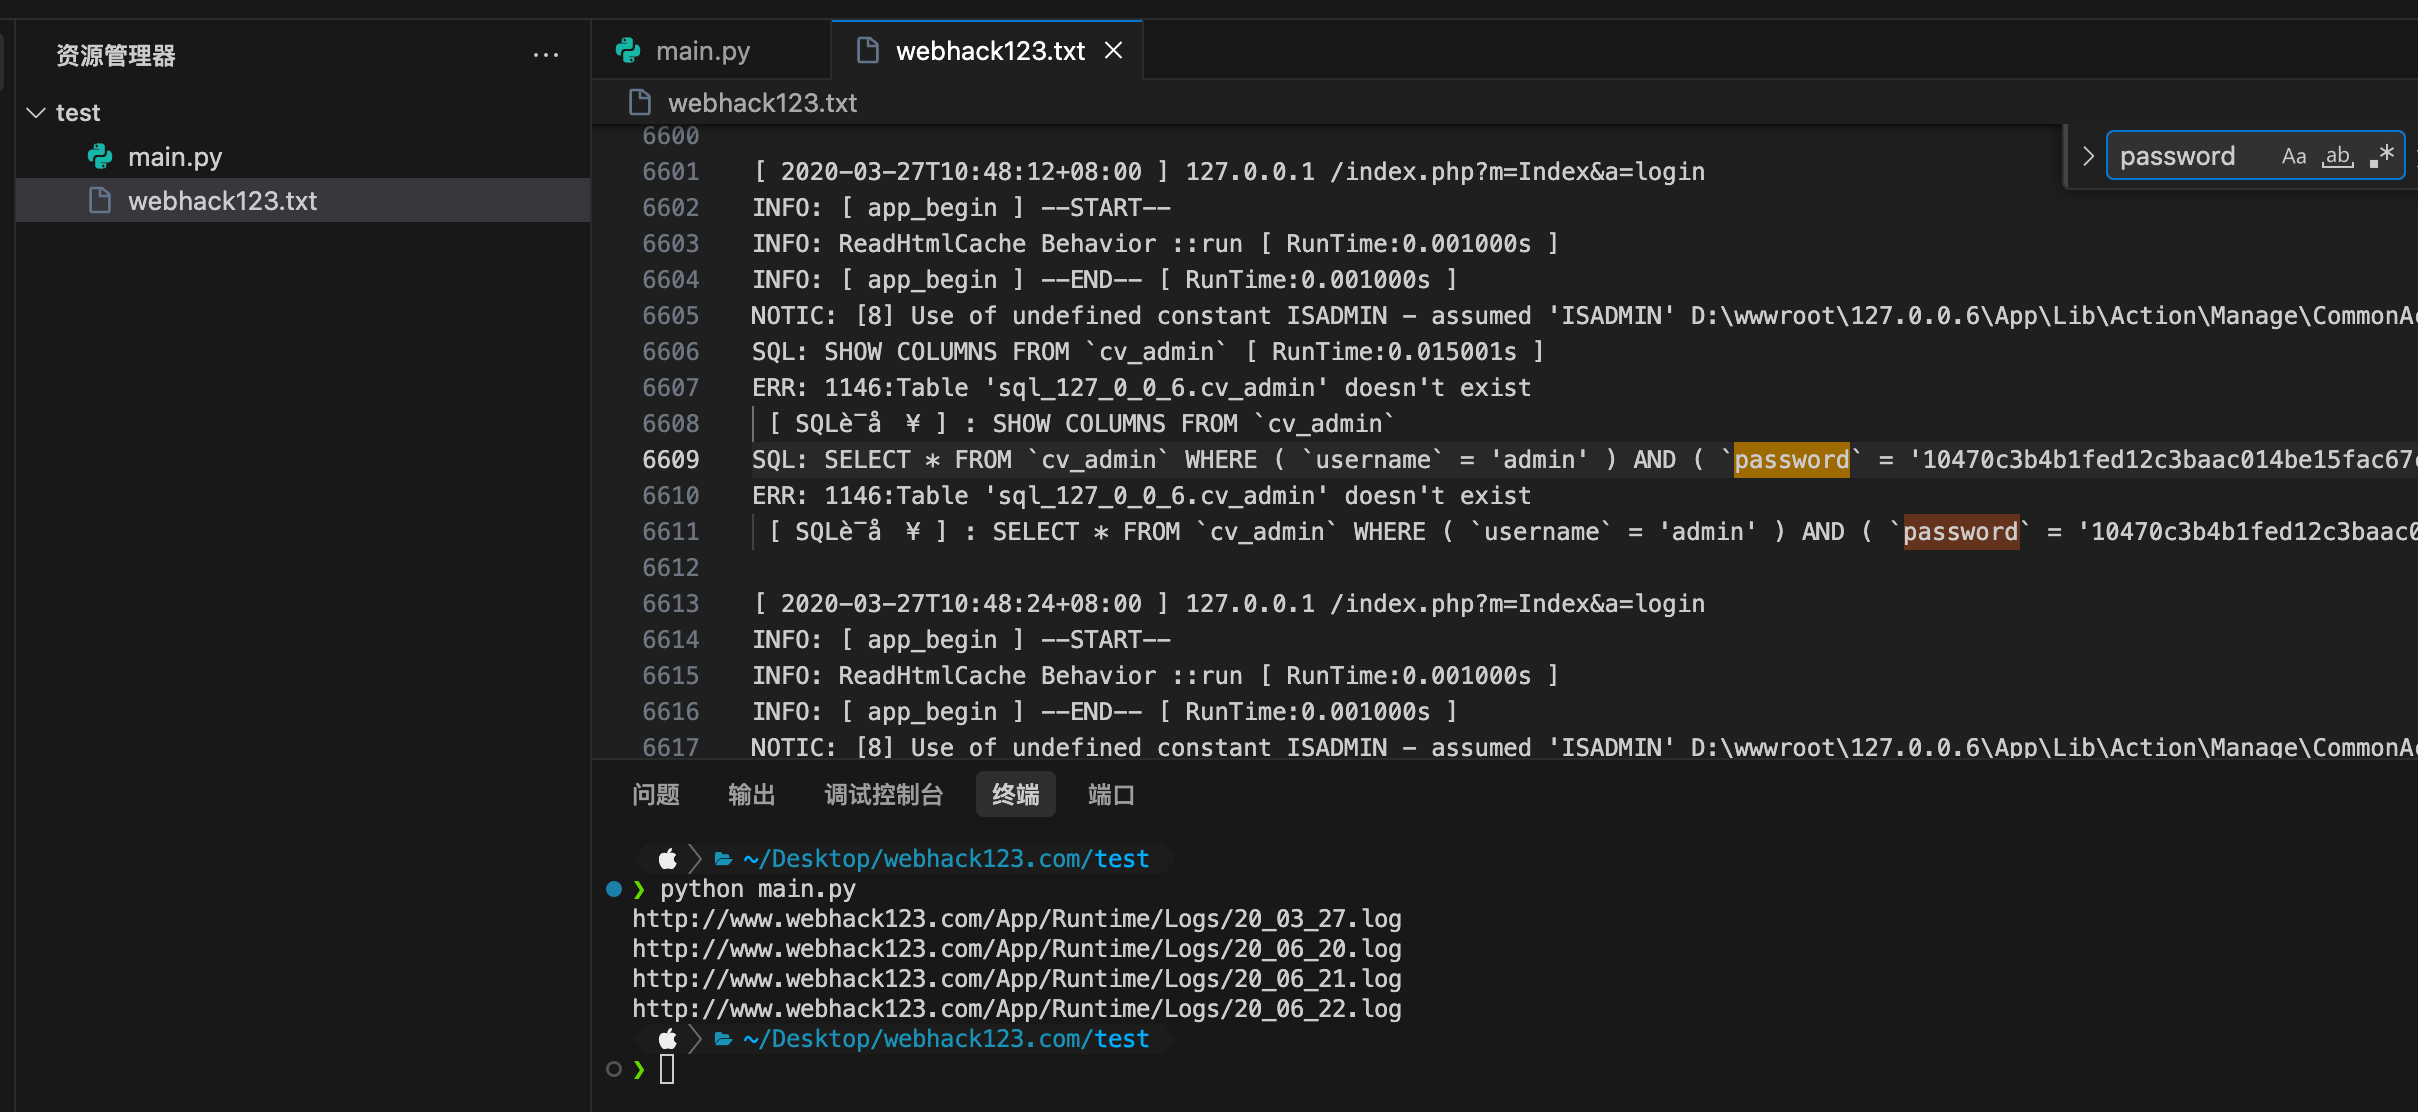 资源管理器 ···
test
main.py
webhack123.txt
main.py webhack123.txt
webhack123.txt
password Aa ab .*
6600
6601 [ 2020-03-27T10:48:12+08:00 ] 127.0.0.1 /index.php?m=Index&a=login
6602 INFO: [ app_begin ] --START--
6603 INFO: ReadHtmlCache Behavior ::run [ RunTime:0.001000s ]
6604 INFO: [ app_begin ] --END-- [ RunTime:0.001000s ]
6605 NOTIC: [8] Use of undefined constant ISADMIN - assumed 'ISADMIN' D:\wwwroot\127.0.0.6\App\Lib\Action\Manage\CommonAc
6606 SQL: SHOW COLUMNS FROM `cv_admin` [ RunTime:0.015001s ]
6607 ERR: 1146:Table 'sql_127_0_0_6.cv_admin' doesn't exist
6608 [ SQLè¯­å ¥ ] : SHOW COLUMNS FROM `cv_admin`
6609 SQL: SELECT * FROM `cv_admin` WHERE ( `username` = 'admin' ) AND ( `password` = '10470c3b4b1fed12c3baac014be15fac67
6610 ERR: 1146:Table 'sql_127_0_0_6.cv_admin' doesn't exist
6611 [ SQLè¯­å ¥ ] : SELECT * FROM `cv_admin` WHERE ( `username` = 'admin' ) AND ( `password` = '10470c3b4b1fed12c3baac0
6612
6613 [ 2020-03-27T10:48:24+08:00 ] 127.0.0.1 /index.php?m=Index&a=login
6614 INFO: [ app_begin ] --START--
6615 INFO: ReadHtmlCache Behavior ::run [ RunTime:0.001000s ]
6616 INFO: [ app_begin ] --END-- [ RunTime:0.001000s ]
6617 NOTIC: [8] Use of undefined constant ISADMIN - assumed 'ISADMIN' D:\wwwroot\127.0.0.6\App\Lib\Action\Manage\CommonAc
问题 输出 调试控制台 终端 端口
~/Desktop/webhack123.com/test
❯ python main.py
http://www.webhack123.com/App/Runtime/Logs/20_03_27.log
http://www.webhack123.com/App/Runtime/Logs/20_06_20.log
http://www.webhack123.com/App/Runtime/Logs/20_06_21.log
http://www.webhack123.com/App/Runtime/Logs/20_06_22.log
~/Desktop/webhack123.com/test
❯